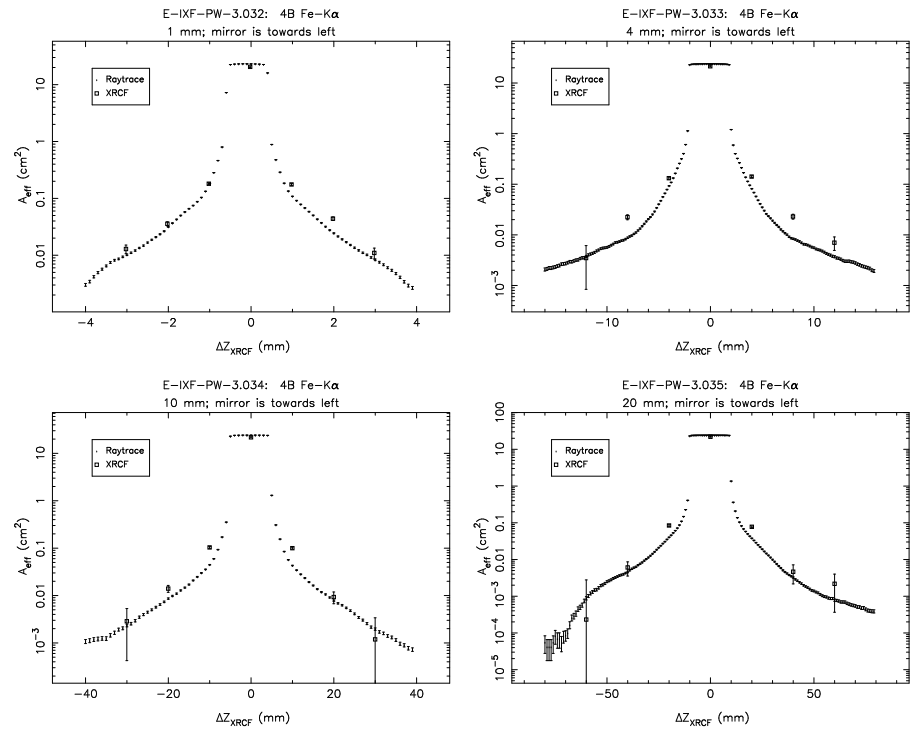 E-IXF-PW-3.032: 4B Fe-Kα
1 mm; mirror is towards left
10
1
0.1
0.01
A_eff (cm²)
Raytrace
XRCF
−4 −2 0 2 4
ΔZ_XRCF (mm)
E-IXF-PW-3.033: 4B Fe-Kα
4 mm; mirror is towards left
10
1
0.1
0.01
10⁻³
A_eff (cm²)
Raytrace
XRCF
−10 0 10
ΔZ_XRCF (mm)
E-IXF-PW-3.034: 4B Fe-Kα
10 mm; mirror is towards left
10
1
0.1
0.01
10⁻³
A_eff (cm²)
Raytrace
XRCF
−40 −20 0 20 40
ΔZ_XRCF (mm)
E-IXF-PW-3.035: 4B Fe-Kα
20 mm; mirror is towards left
100
10
1
0.1
0.01
10⁻³
10⁻⁴
10⁻⁵
A_eff (cm²)
Raytrace
XRCF
−50 0 50
ΔZ_XRCF (mm)